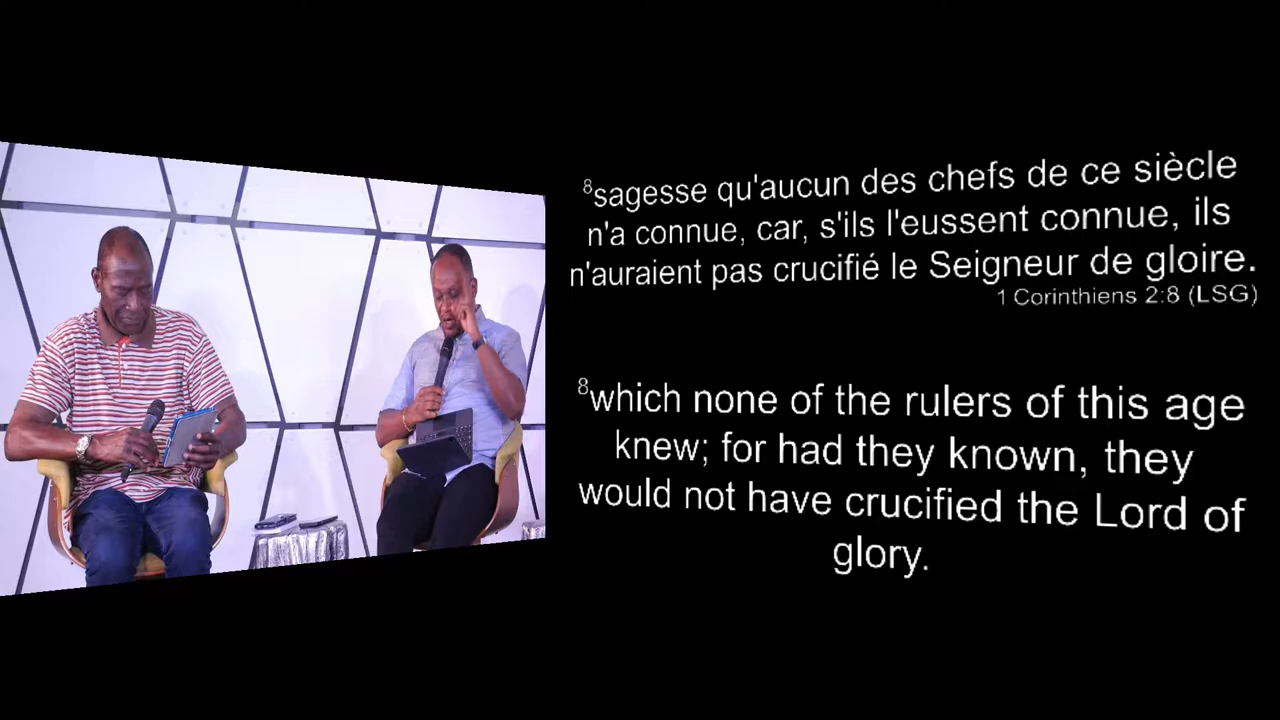 8sagesse qu'aucun des chefs de ce siècle
n'a connue, car, s'ils l'eussent connue, ils
n'auraient pas crucifié le Seigneur de gloire.
1 Corinthiens 2:8 (LSG)
8which none of the rulers of this age
knew; for had they known, they
would not have crucified the Lord of
glory.